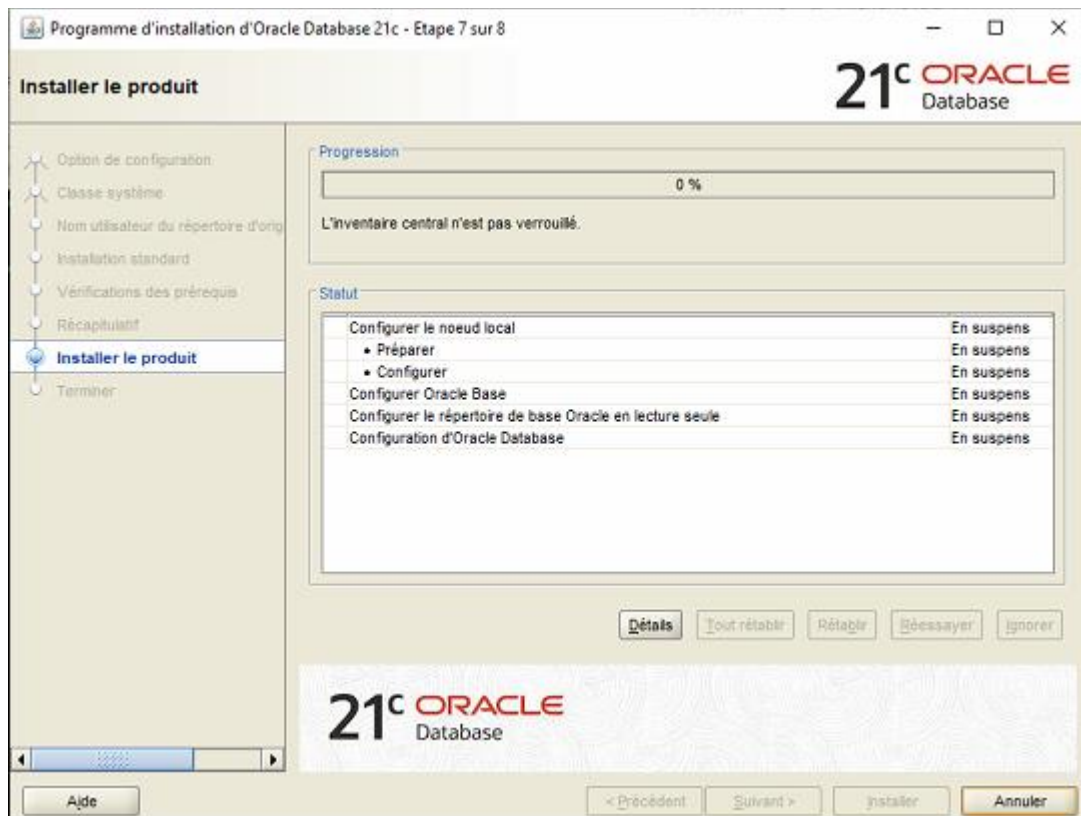 Programme d'installation d'Oracle Database 21c - Etape 7 sur 8
Installer le produit
21c ORACLE
Database
Option de configuration
Classe système
Nom utilisateur du répertoire d'orig
Installation standard
Vérifications des prérequis
Récapitulatif
Installer le produit
Terminer
Progression
0 %
L'inventaire central n'est pas verrouillé.
Statut
Configurer le noeud local En suspens
• Préparer En suspens
• Configurer En suspens
Configurer Oracle Base En suspens
Configurer le répertoire de base Oracle en lecture seule En suspens
Configuration d'Oracle Database En suspens
Détails Tout rétablir Rétablir Réessayer Ignorer
21c ORACLE
Database
Aide < Précédent Suivant > Installer Annuler